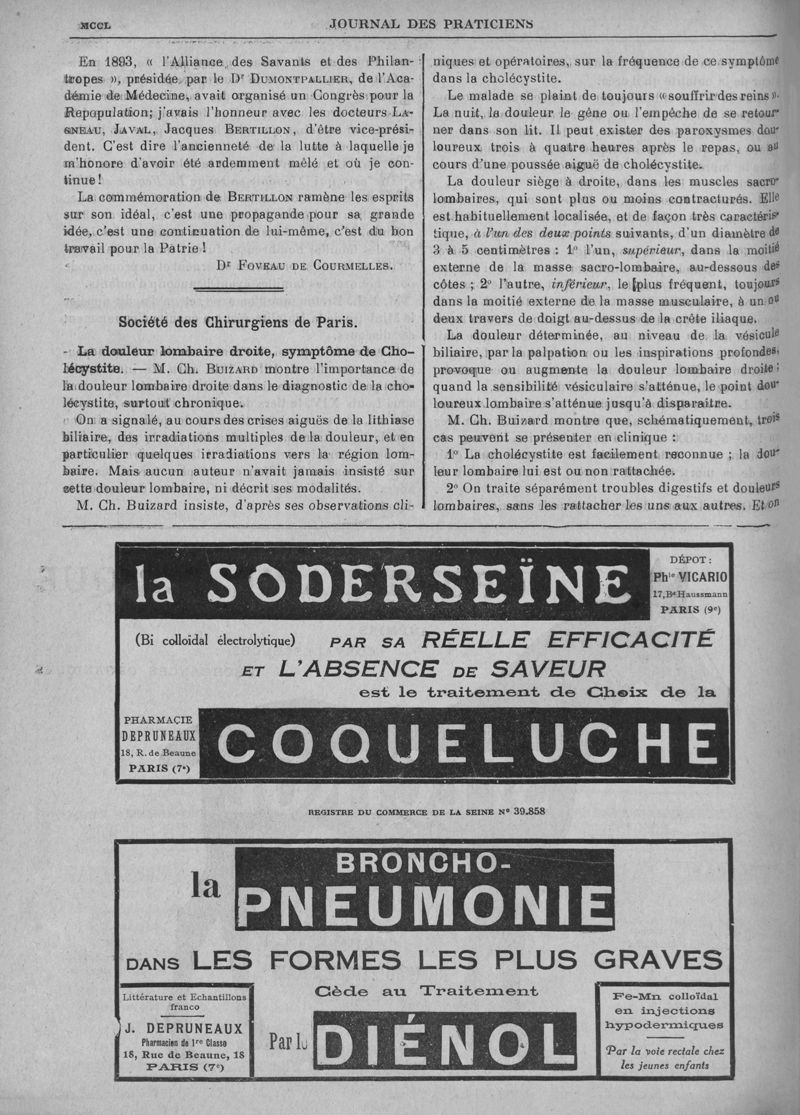 MCCL
JOURNAL DES PRATICIENS
En 1893, « l'Alliance des Savants et des Philan-
tropes », présidée par le Dr DUMONTPALLIER, de l'Aca-
démie de Médecine, avait organisé un Congrès pour la
Repopulation; j'avais l'honneur avec les docteurs LA-
GNEAU, JAVAL, Jacques BERTILLON, d'être vice-prési-
dent. C'est dire l'ancienneté de la lutte à laquelle je
m'honore d'avoir été ardemment mêlé et où je con-
tinue !
La commémoration de BERTILLON ramène les esprits
sur son idéal, c'est une propagande pour sa grande
idée, c'est une continuation de lui-même, c'est du bon
travail pour la Patrie !
Dr FOVEAU DE COURMELLES.
Société des Chirurgiens de Paris.
La douleur lombaire droite, symptôme de Cho-
lécystite. — M. Ch. BUIZARD montre l'importance de
la douleur lombaire droite dans le diagnostic de la cho-
lécystite, surtout chronique.
On a signalé, au cours des crises aiguës de la lithiase
biliaire, des irradiations multiples de la douleur, et en
particulier quelques irradiations vers la région lom-
baire. Mais aucun auteur n'avait jamais insisté sur
cette douleur lombaire, ni décrit ses modalités.
M. Ch. Buizard insiste, d'après ses observations cli-
niques et opératoires, sur la fréquence de ce symptôme
dans la cholécystite.
Le malade se plaint de toujours « souffrir des reins ».
La nuit, la douleur le gêne ou l'empêche de se retour-
ner dans son lit. Il peut exister des paroxysmes dou-
loureux trois à quatre heures après le repas, ou au
cours d'une poussée aiguë de cholécystite.
La douleur siège à droite, dans les muscles sacro-
lombaires, qui sont plus ou moins contracturés. Elle
est habituellement localisée, et de façon très caractéris-
tique, à l'un des deux points suivants, d'un diamètre de
3 à 5 centimètres : 1º l'un, supérieur, dans la moitié
externe de la masse sacro-lombaire, au-dessous des
côtes ; 2º l'autre, inférieur, le [plus fréquent, toujours
dans la moitié externe de la masse musculaire, à un ou
deux travers de doigt au-dessus de la crête iliaque.
La douleur déterminée, au niveau de la vésicule
biliaire, par la palpation ou les inspirations profondes,
provoque ou augmente la douleur lombaire droite ;
quand la sensibilité vésiculaire s'atténue, le point dou-
loureux lombaire s'atténue jusqu'à disparaître.
M. Ch. Buizard montre que, schématiquement, trois
cas peuvent se présenter en clinique :
1º La cholécystite est facilement reconnue ; la dou-
leur lombaire lui est ou non rattachée.
2º On traite séparément troubles digestifs et douleurs
lombaires, sans les rattacher les uns aux autres. Et on
la SODERSEÏNE
DÉPOT :
Phie VICARIO
17, Bd Haussmann
PARIS (9e)
(Bi colloidal électrolytique) PAR SA RÉELLE EFFICACITÉ
ET L'ABSENCE DE SAVEUR
est le traitement de Choix de la
PHARMACIE
DEPRUNEAUX
18, R. de Beaune
PARIS (7e)
COQUELUCHE
REGISTRE DU COMMERCE DE LA SEINE Nº 39.858
la BRONCHO-
PNEUMONIE
DANS LES FORMES LES PLUS GRAVES
Cède au Traitement
Littérature et Echantillons
franco
J. DEPRUNEAUX
Pharmacien de 1re Classe
18, Rue de Beaune, 18
PARIS (7e)
Par le DIÉNOL
Fe-Mn colloïdal
en injections
hypodermiques
Par la voie rectale chez
les jeunes enfants